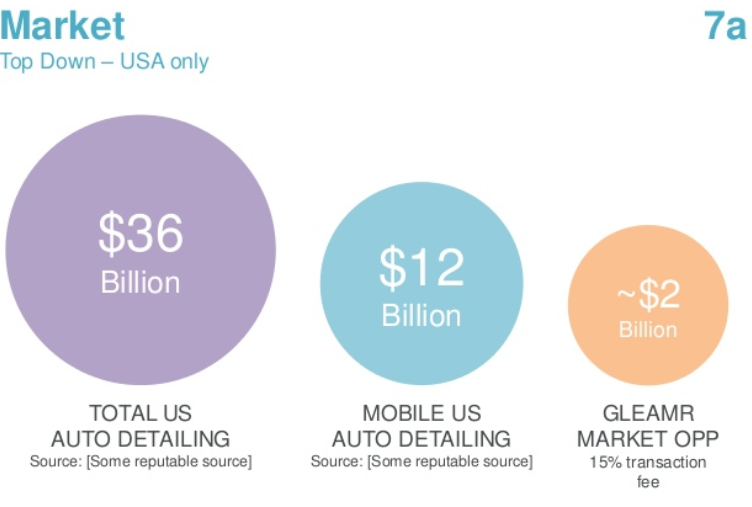 Market
7a
Top Down – USA only
$36
Billion
$12
Billion
~$2
Billion
TOTAL US
AUTO DETAILING
Source: [Some reputable source]
MOBILE US
AUTO DETAILING
Source: [Some reputable source]
GLEAMR
MARKET OPP
15% transaction
fee